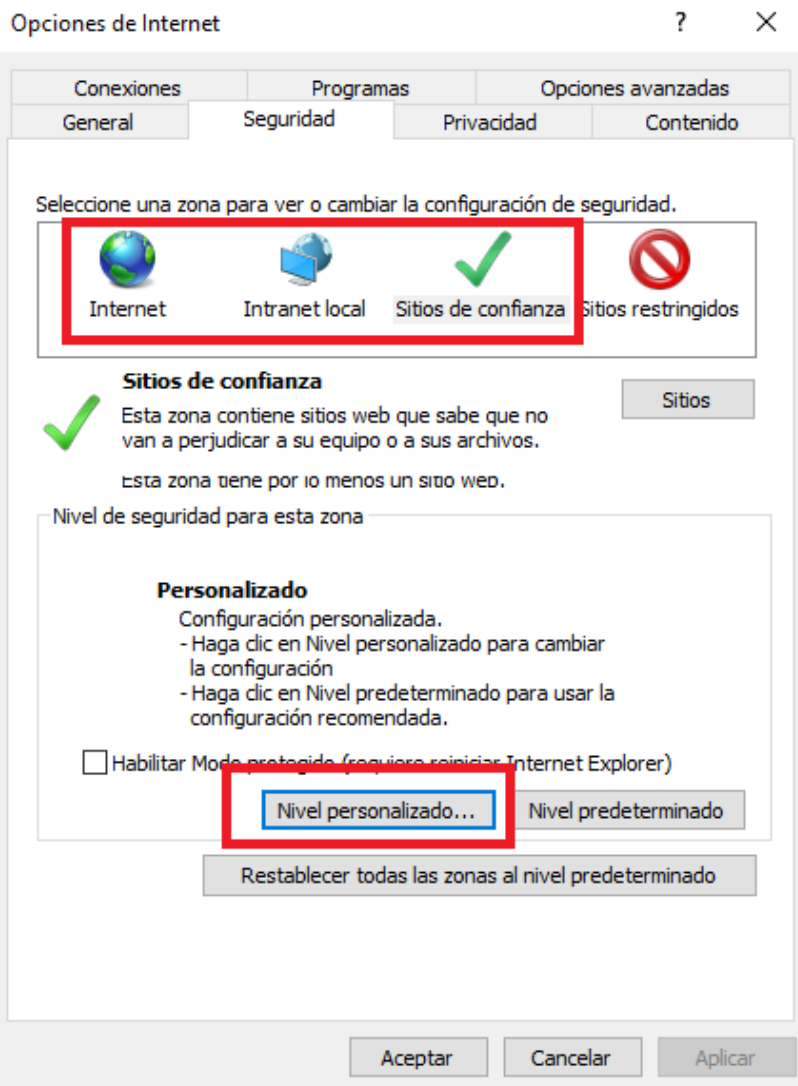 Opciones de Internet
?
Conexiones
Programas
Opciones avanzadas
General
Seguridad
Privacidad
Contenido
Seleccione una zona para ver o cambiar la configuración de seguridad.
Internet
Intranet local
Sitios de confianza
Sitios restringidos
Sitios de confianza
Sitios
Esta zona contiene sitios web que sabe que no
van a perjudicar a su equipo o a sus archivos.
Esta zona tiene por lo menos un sitio web.
Nivel de seguridad para esta zona
Personalizado
Configuración personalizada.
- Haga clic en Nivel personalizado para cambiar
la configuración
- Haga clic en Nivel predeterminado para usar la
configuración recomendada.
Habilitar Modo protegido (requiere reiniciar Internet Explorer)
Nivel personalizado...
Nivel predeterminado
Restablecer todas las zonas al nivel predeterminado
Aceptar
Cancelar
Aplicar